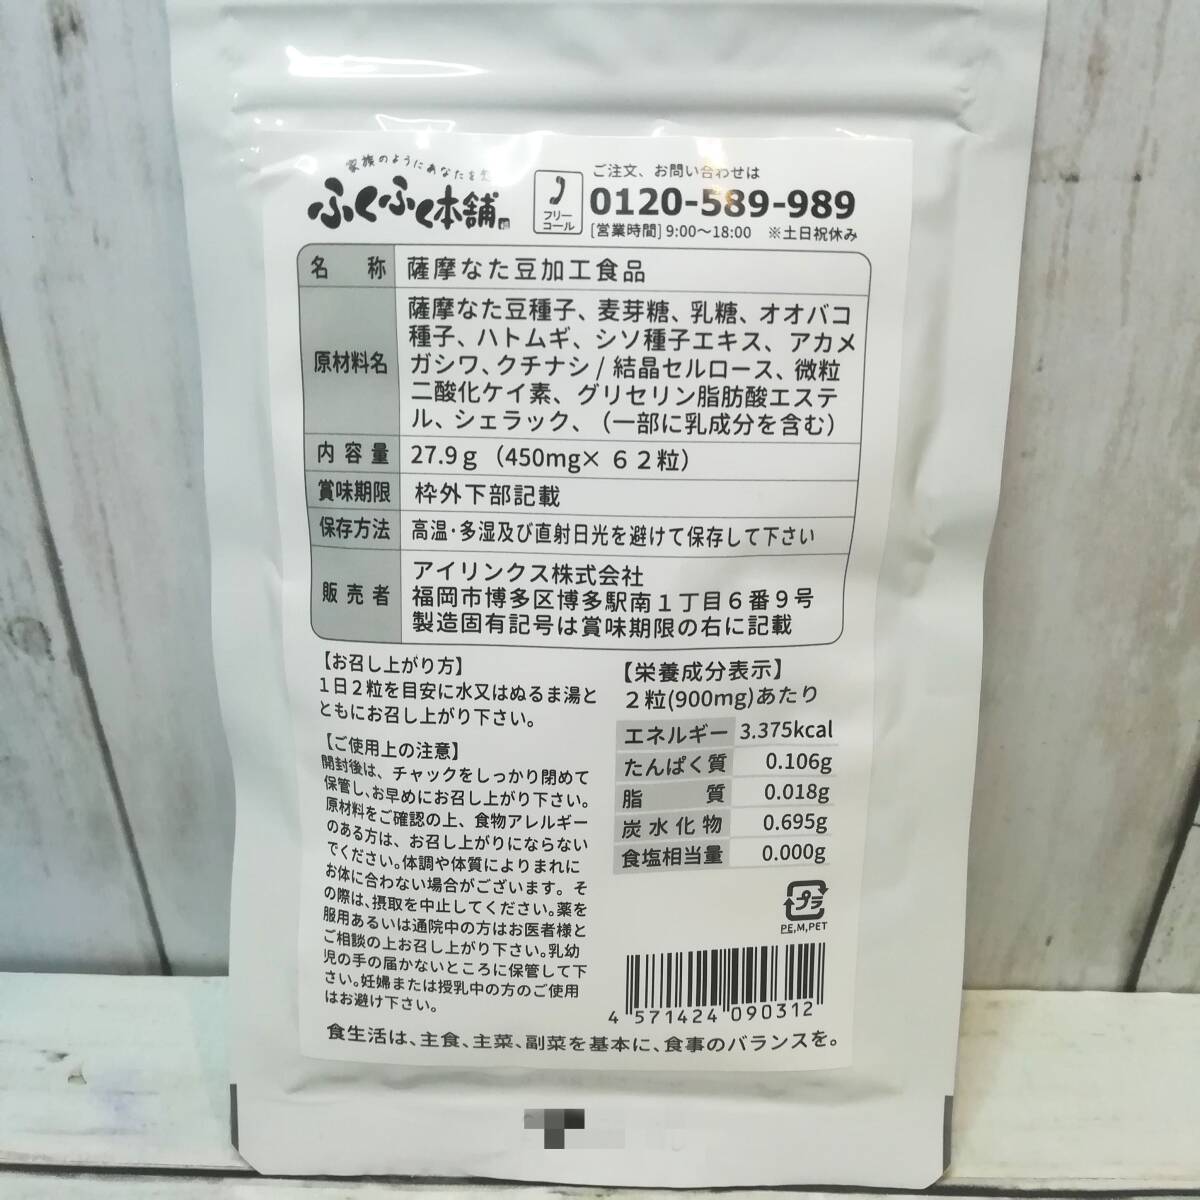 家族のようにあなたを
ふくふく本舗
フリー
コール
ご注文、お問い合わせは
0120-589-989
[営業時間] 9:00～18:00 ※土日祝休み
名 称 薩摩なた豆加工食品
原材料名
薩摩なた豆種子、麦芽糖、乳糖、オオバコ
種子、ハトムギ、シソ種子エキス、アカメ
ガシワ、クチナシ / 結晶セルロース、微粒
二酸化ケイ素、グリセリン脂肪酸エステ
ル、シェラック、（一部に乳成分を含む）
内容量 27.9ｇ（450mg×６２粒）
賞味期限 枠外下部記載
保存方法 高温・多湿及び直射日光を避けて保存して下さい
販売者
アイリンクス株式会社
福岡市博多区博多駅南１丁目６番９号
製造固有記号は賞味期限の右に記載
【お召し上がり方】
１日２粒を目安に水又はぬるま湯と
ともにお召し上がり下さい。
【ご使用上の注意】
開封後は、チャックをしっかり閉めて
保管し、お早めにお召し上がり下さい。
原材料をご確認の上、食物アレルギー
のある方は、お召し上がりにならない
でください。体調や体質によりまれに
お体に合わない場合がございます。そ
の際は、摂取を中止してください。薬を
服用あるいは通院中の方はお医者様と
ご相談の上お召し上がり下さい。乳幼
児の手の届かないところに保管して下
さい。妊婦または授乳中の方のご使用
はお避け下さい。
【栄養成分表示】
２粒(900mg)あたり
エネルギー 3.375kcal
たんぱく質 0.106g
脂 質 0.018g
炭水化物 0.695g
食塩相当量 0.000g
プラ
PE,M,PET
4 571424 090312
食生活は、主食、主菜、副菜を基本に、食事のバランスを。